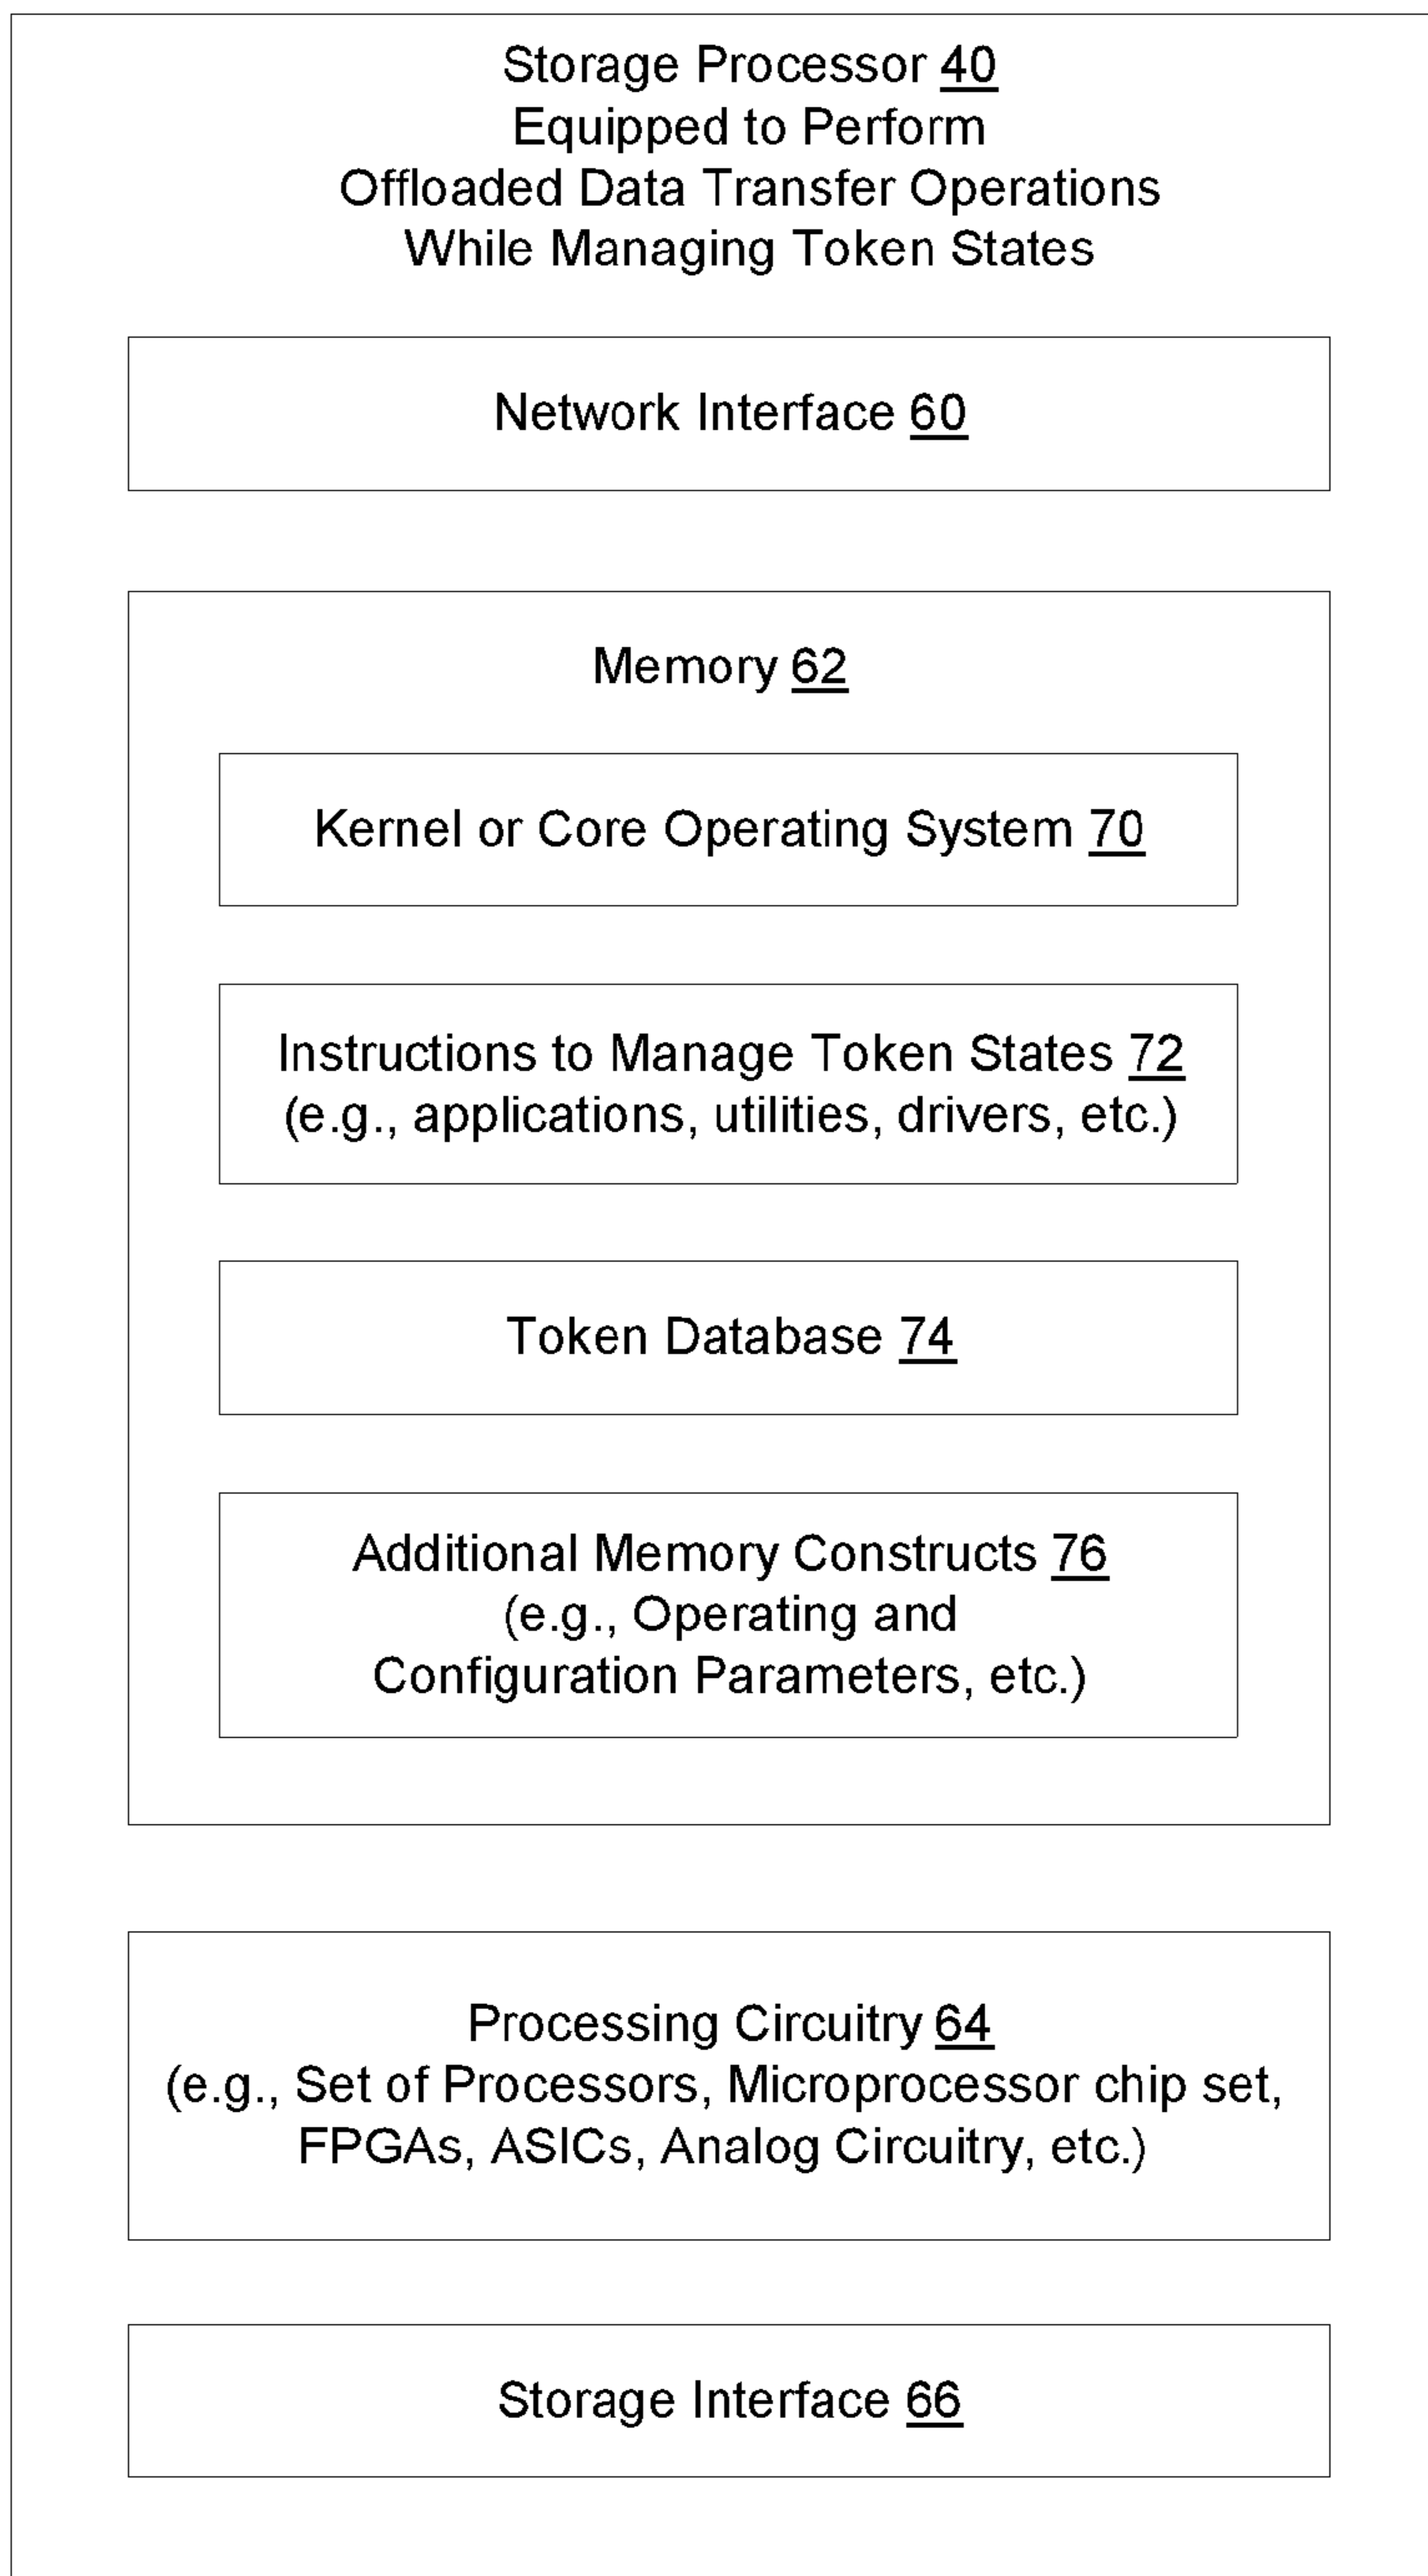 Storage Processor 40
Equipped to Perform
Offloaded Data Transfer Operations
While Managing Token States
Network Interface 60
Memory 62
Kernel or Core Operating System 70
Instructions to Manage Token States 72
(e.g., applications, utilities, drivers, etc.)
Token Database 74
Additional Memory Constructs 76
(e.g., Operating and
Configuration Parameters, etc.)
Processing Circuitry 64
(e.g., Set of Processors, Microprocessor chip set,
FPGAs, ASICs, Analog Circuitry, etc.)
Storage Interface 66